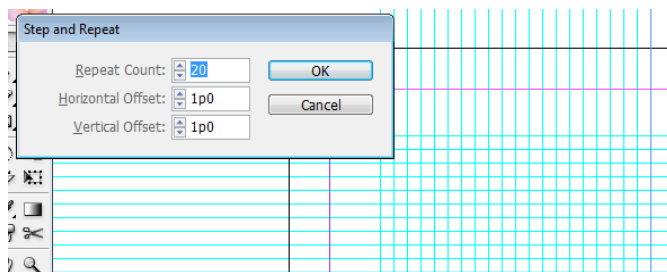 Step and Repeat
Repeat Count: 20 OK
Horizontal Offset: 1p0 Cancel
Vertical Offset: 1p0